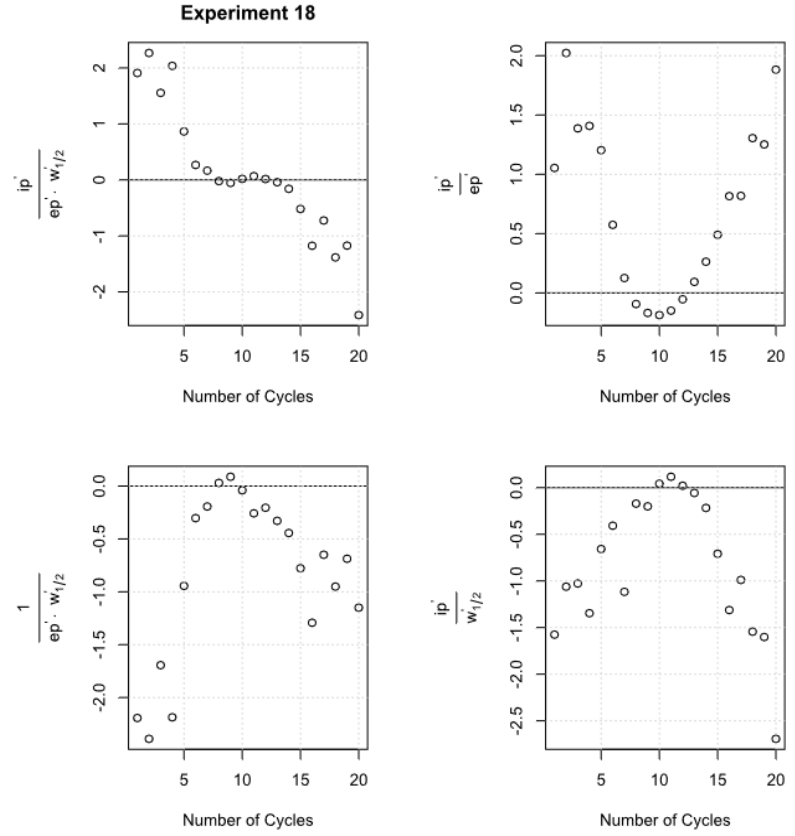 Experiment 18
ip'
ep' · w'1/2
2
1
0
-1
-2
5 10 15 20
Number of Cycles
ip'
ep'
2.0
1.5
1.0
0.5
0.0
5 10 15 20
Number of Cycles
1
ep' · w'1/2
0.0
-0.5
-1.0
-1.5
-2.0
5 10 15 20
Number of Cycles
ip'
w'1/2
0.0
-0.5
-1.0
-1.5
-2.0
-2.5
5 10 15 20
Number of Cycles